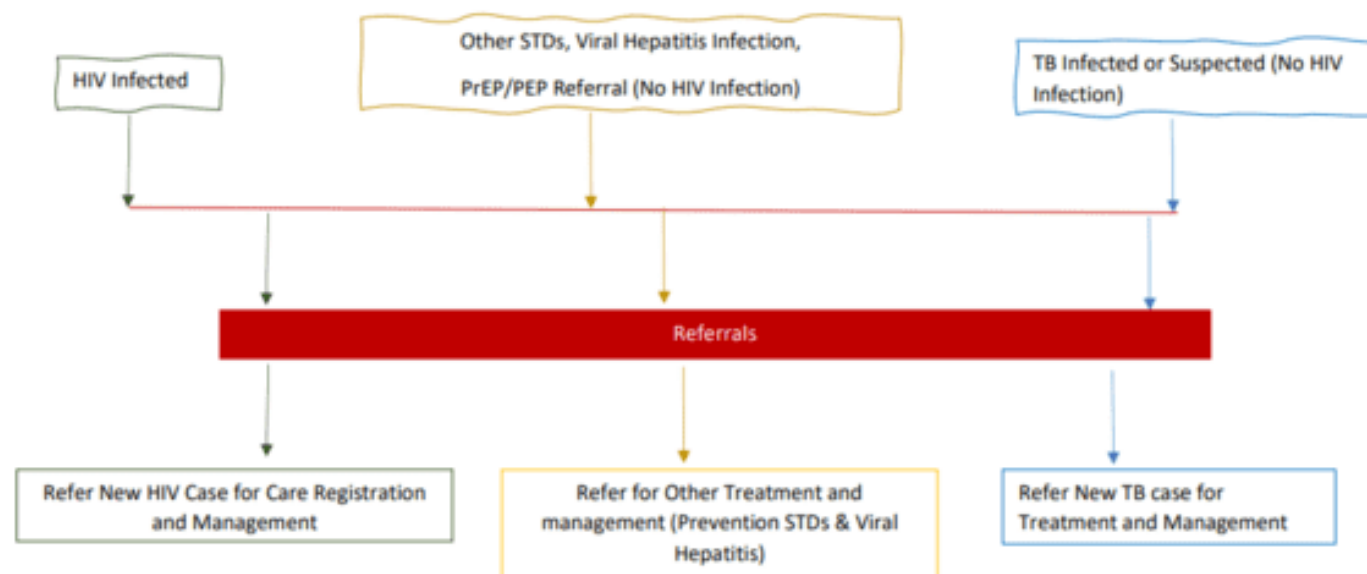 HIV Infected
Other STDs, Viral Hepatitis Infection,
PrEP/PEP Referral (No HIV Infection)
TB Infected or Suspected (No HIV
Infection)
Referrals
Refer New HIV Case for Care Registration
and Management
Refer for Other Treatment and
management (Prevention STDs & Viral
Hepatitis)
Refer New TB case for
Treatment and Management